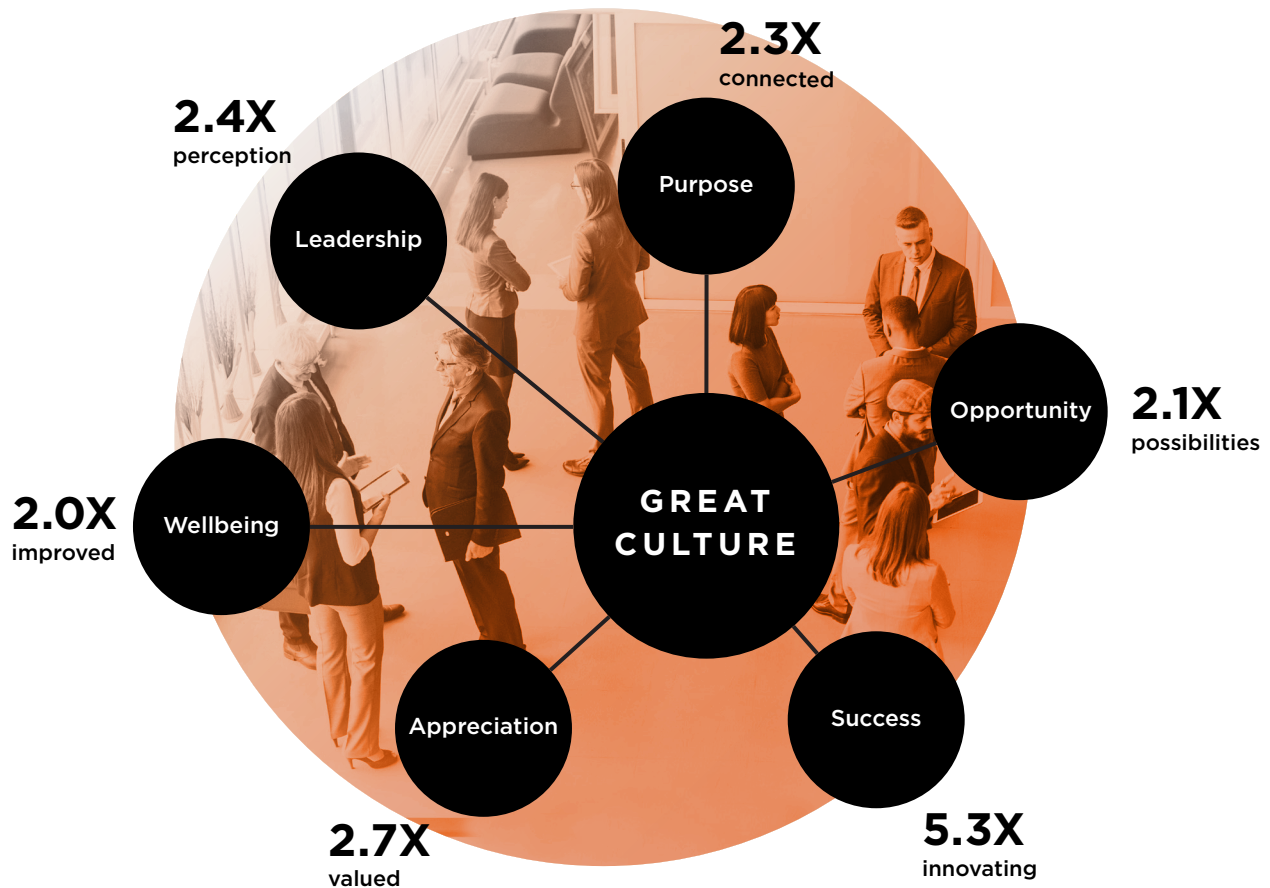 2.3X
connected
2.4X
perception
Purpose
Leadership
Opportunity
2.1X
possibilities
GREAT
CULTURE
2.0X
improved
Wellbeing
Appreciation
Success
2.7X
valued
5.3X
innovating